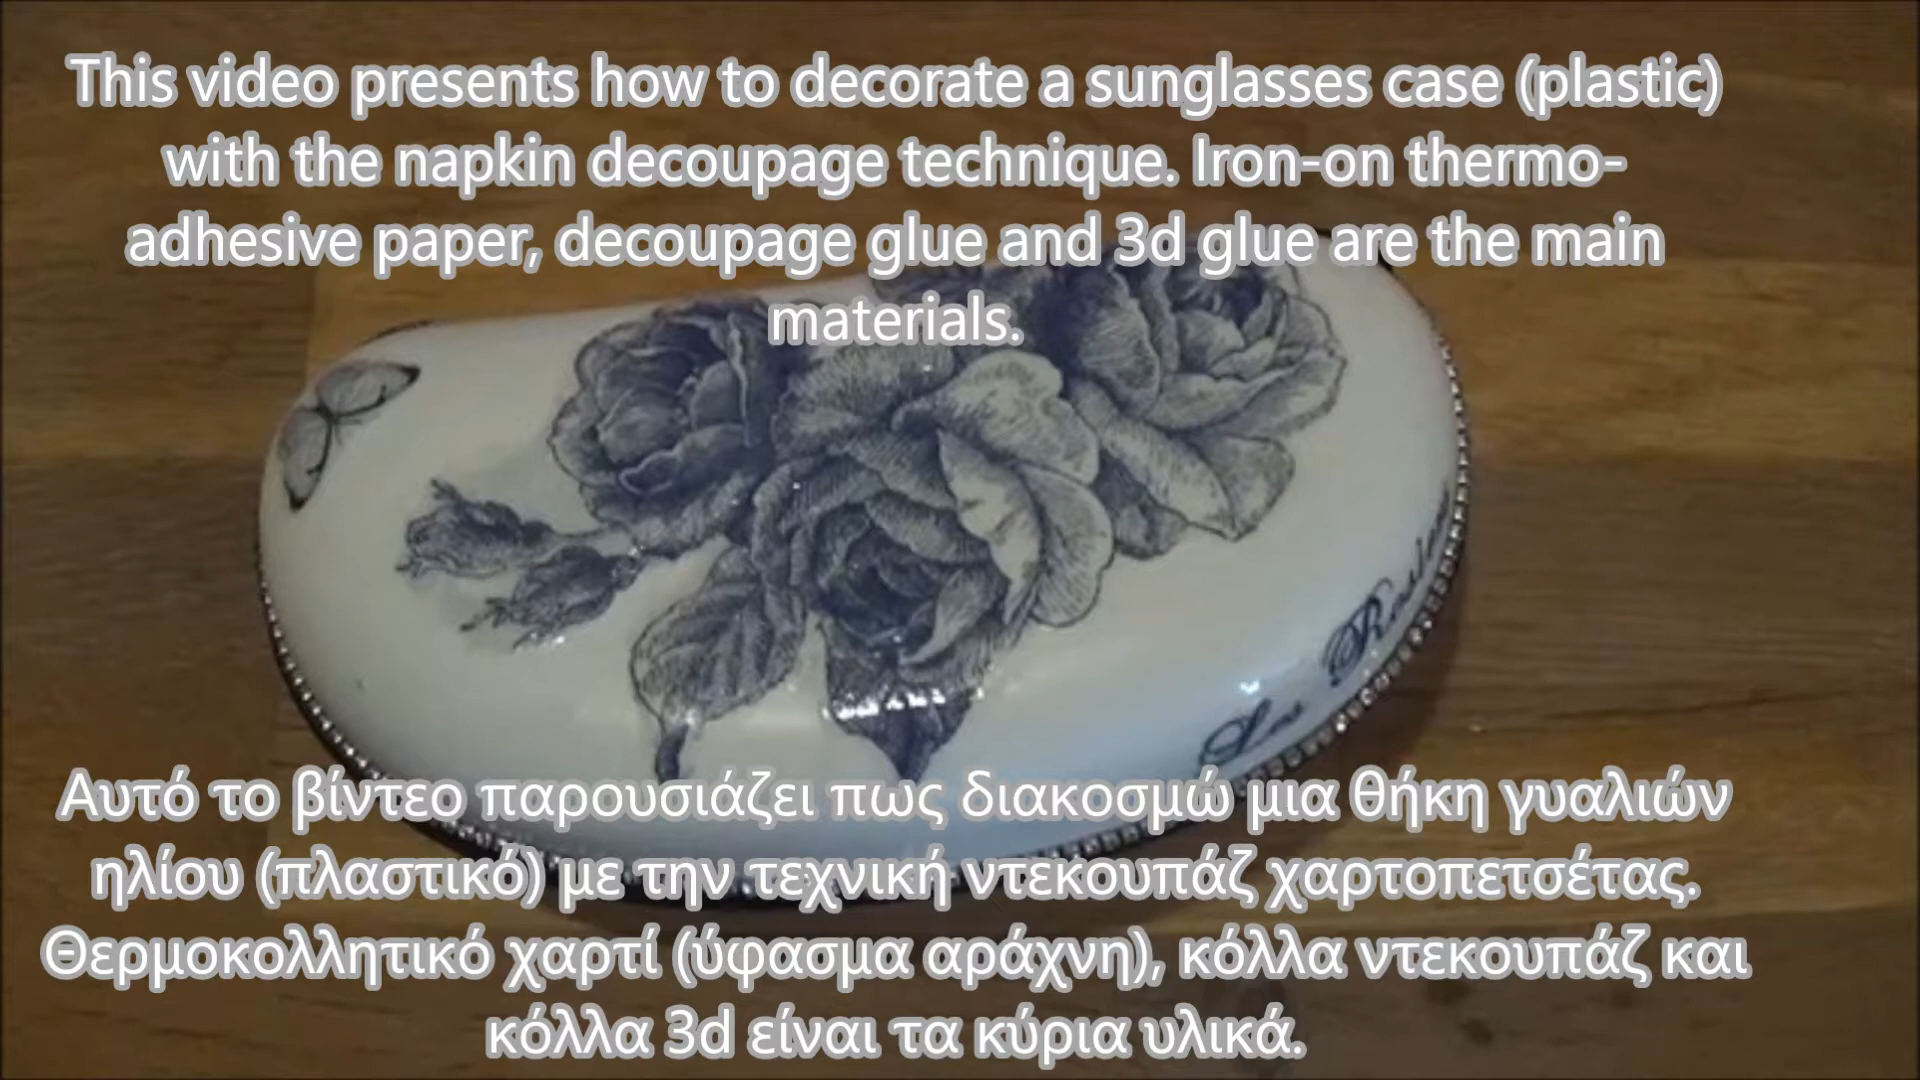 This video presents how to decorate a sunglasses case (plastic)
with the napkin decoupage technique. Iron-on thermo-
adhesive paper, decoupage glue and 3d glue are the main
materials.
Les Roses
Αυτό το βίντεο παρουσιάζει πως διακοσμώ μια θήκη γυαλιών
ηλίου (πλαστικό) με την τεχνική ντεκουπάζ χαρτοπετσέτας.
Θερμοκολλητικό χαρτί (ύφασμα αράχνη), κόλλα ντεκουπάζ και
κόλλα 3d είναι τα κύρια υλικά.